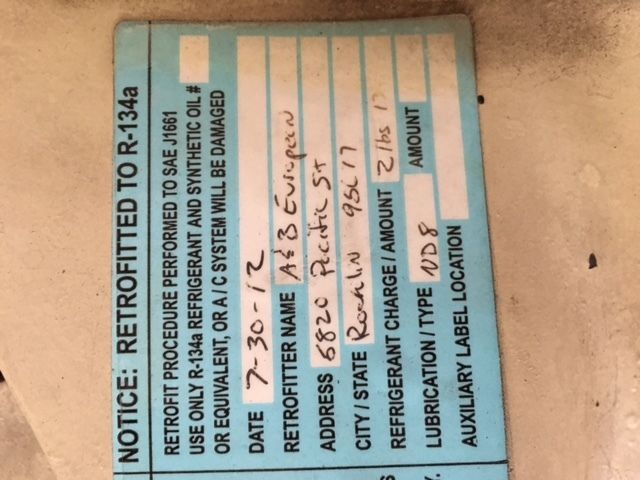 NOTICE: RETROFITTED TO R-134a
RETROFIT PROCEDURE PERFORMED TO SAE J1661
USE ONLY R-134a REFRIGERANT AND SYNTHETIC OIL #
OR EQUIVALENT, OR A/C SYSTEM WILL BE DAMAGED
DATE 7-30-12
RETROFITTER NAME A & B European
ADDRESS 6820 Pacific St
CITY / STATE Rocklin 956 17
REFRIGERANT CHARGE / AMOUNT 2 lbs
LUBRICATION / TYPE ND8 AMOUNT
AUXILIARY LABEL LOCATION